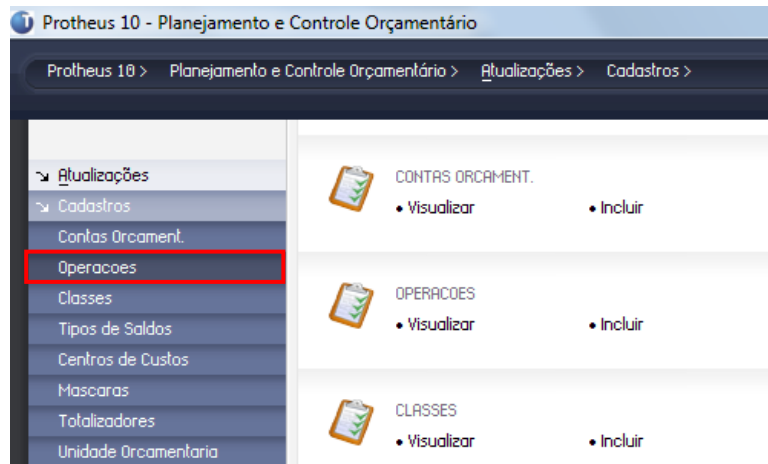 Protheus 10 - Planejamento e Controle Orçamentário
Protheus 10 > Planejamento e Controle Orçamentário > Atualizações > Cadastros >
Atualizações
Cadastros
Contas Orcament.
Operacoes
Classes
Tipos de Saldos
Centros de Custos
Mascaras
Totalizadores
Unidade Orcamentaria
CONTAS ORCAMENT.
• Visualizar • Incluir
OPERACOES
• Visualizar • Incluir
CLASSES
• Visualizar • Incluir